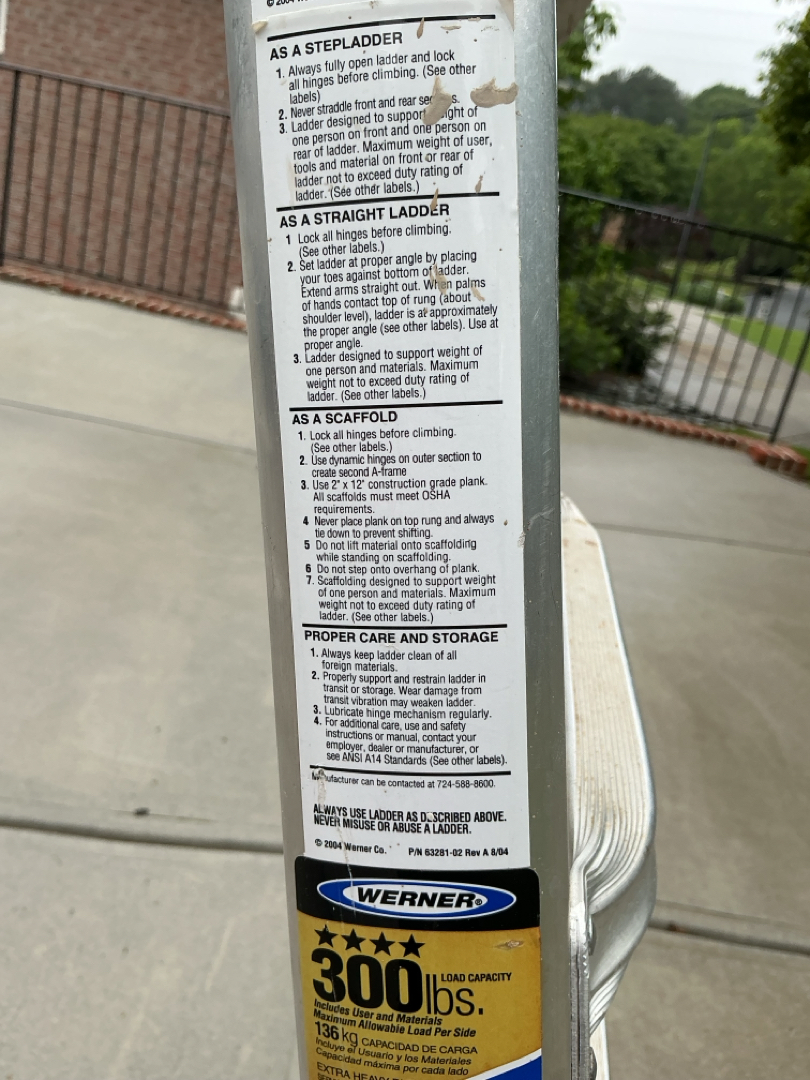 © 2004
AS A STEPLADDER
1. Always fully open ladder and lock
all hinges before climbing. (See other
labels)
2. Never straddle front and rear
3. Ladder designed to support
one person on front and one person on
rear of ladder. Maximum weight of user,
tools and material on front or rear of
ladder not to exceed duty rating of
ladder. (See other labels.)
AS A STRAIGHT LADDER
1 Lock all hinges before climbing.
(See other labels.)
2. Set ladder at proper angle by placing
your toes against bottom of ladder.
Extend arms straight out. When palms
of hands contact top of rung (about
shoulder level), ladder is at approximately
the proper angle (see other labels). Use at
proper angle.
3. Ladder designed to support weight of
one person and materials. Maximum
weight not to exceed duty rating of
ladder. (See other labels.)
AS A SCAFFOLD
1. Lock all hinges before climbing.
(See other labels.)
2. Use dynamic hinges on outer section to
create second A-frame
3. Use 2" x 12" construction grade plank.
All scaffolds must meet OSHA
requirements.
4 Never place plank on top rung and always
tie down to prevent shifting.
5 Do not lift material onto scaffolding
while standing on scaffolding.
6 Do not step onto overhang of plank.
7. Scaffolding designed to support weight
of one person and materials. Maximum
weight not to exceed duty rating of
ladder. (See other labels.)
PROPER CARE AND STORAGE
1. Always keep ladder clean of all
foreign materials.
2. Properly support and restrain ladder in
transit or storage. Wear damage from
transit vibration may weaken ladder.
3. Lubricate hinge mechanism regularly.
4. For additional care, use and safety
instructions or manual, contact your
employer, dealer or manufacturer, or
see ANSI A14 Standards (See other labels).
Manufacturer can be contacted at 724-588-8600.
ALWAYS USE LADDER AS DESCRIBED ABOVE.
NEVER MISUSE OR ABUSE A LADDER.
© 2004 Werner Co. P/N 63281-02 Rev A 8/04
WERNER®
300 lbs. LOAD CAPACITY
Includes User and Materials
Maximum Allowable Load Per Side
136 kg CAPACIDAD DE CARGA
Incluye el Usuario y los Materiales
Capacidad máxima por cada lado
EXTRA HEAVY